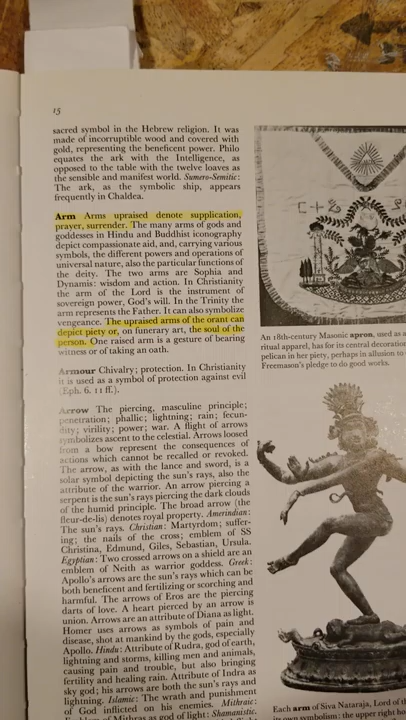 15
sacred symbol in the Hebrew religion. It was
made of incorruptible wood and covered with
gold, representing the beneficent power. Philo
equates the ark with the Intelligence, as
opposed to the table with the twelve loaves as
the sensible and manifest world. Sumero-Semitic:
The ark, as the symbolic ship, appears
frequently in Chaldea.
Arm Arms upraised denote supplication,
prayer, surrender. The many arms of gods and
goddesses in Hindu and Buddhist iconography
depict compassionate aid, and, carrying various
symbols, the different powers and operations of
universal nature, also the particular functions of
the deity. The two arms are Sophia and
Dynamis: wisdom and action. In Christianity
the arm of the Lord is the instrument of
sovereign power, God's will. In the Trinity the
arm represents the Father. It can also symbolize
vengeance. The upraised arms of the orant can
depict piety or, on funerary art, the soul of the
person. One raised arm is a gesture of bearing
witness or of taking an oath.
Armour Chivalry; protection. In Christianity
it is used as a symbol of protection against evil
(Eph. 6. 11 ff.).
Arrow The piercing, masculine principle;
penetration; phallic; lightning; rain; fecun-
dity; virility; power; war. A flight of arrows
symbolizes ascent to the celestial. Arrows loosed
from a bow represent the consequences of
actions which cannot be recalled or revoked.
The arrow, as with the lance and sword, is a
solar symbol depicting the sun's rays, also the
attribute of the warrior. An arrow piercing a
serpent is the sun's rays piercing the dark clouds
of the humid principle. The broad arrow (the
fleur-de-lis) denotes royal property. Amerindian:
The sun's rays. Christian: Martyrdom; suffer-
ing; the nails of the cross; emblem of SS
Christina, Edmund, Giles, Sebastian, Ursula.
Egyptian: Two crossed arrows on a shield are an
emblem of Neith as warrior goddess. Greek:
Apollo's arrows are the sun's rays which can be
both beneficent and fertilizing or scorching and
harmful. The arrows of Eros are the piercing
darts of love. A heart pierced by an arrow is
union. Arrows are an attribute of Diana as light.
Homer uses arrows as symbols of pain and
disease, shot at mankind by the gods, especially
Apollo. Hindu: Attribute of Rudra, god of earth,
lightning and storms, killing men and animals,
causing pain and trouble, but also bringing
fertility and healing rain. Attribute of Indra as
sky god; his arrows are both the sun's rays and
lightning. Islamic: The wrath and punishment
of God inflicted on his enemies. Mithraic:
Emblem of Mithras as god of light: Shamanistic.
An 18th-century Masonic apron, used as a
ritual apparel, has for its central decoration
pelican in her piety, perhaps in allusion to
Freemason's pledge to do good works.
Each arm of Siva Nataraja, Lord of th
its own symbolism: the upper right ho